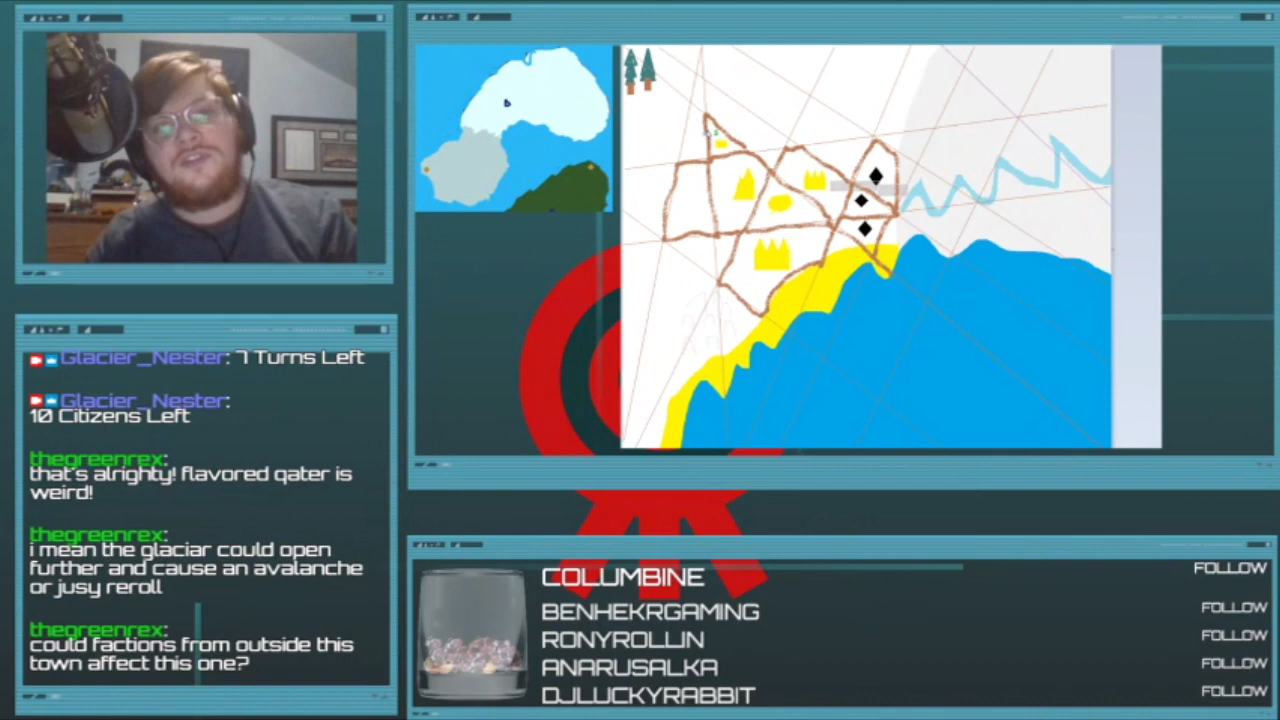 Glacier_Nester: 7 Turns Left
Glacier_Nester:
10 Citizens Left
thegreenrex:
that's alrighty! flavored qater is
weird!
thegreenrex:
i mean the glaciar could open
further and cause an avalanche
or jusy reroll
thegreenrex:
could factions from outside this
town affect this one?
COLUMBINE FOLLOW
BENHEKRGAMING FOLLOW
RONYROLLIN FOLLOW
ANARUSALKA FOLLOW
DJLUCKYRABBIT FOLLOW